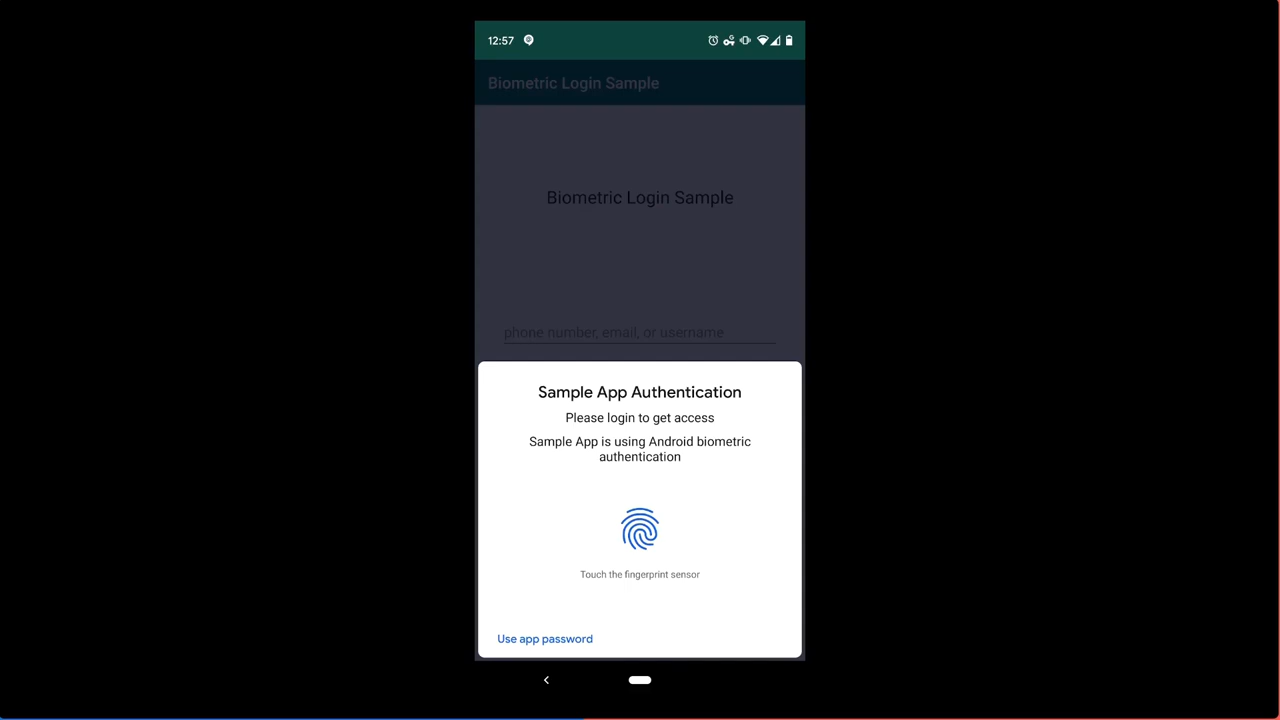 12:57
Biometric Login Sample
Biometric Login Sample
phone number, email, or username
Sample App Authentication
Please login to get access
Sample App is using Android biometric
authentication
Touch the fingerprint sensor
Use app password